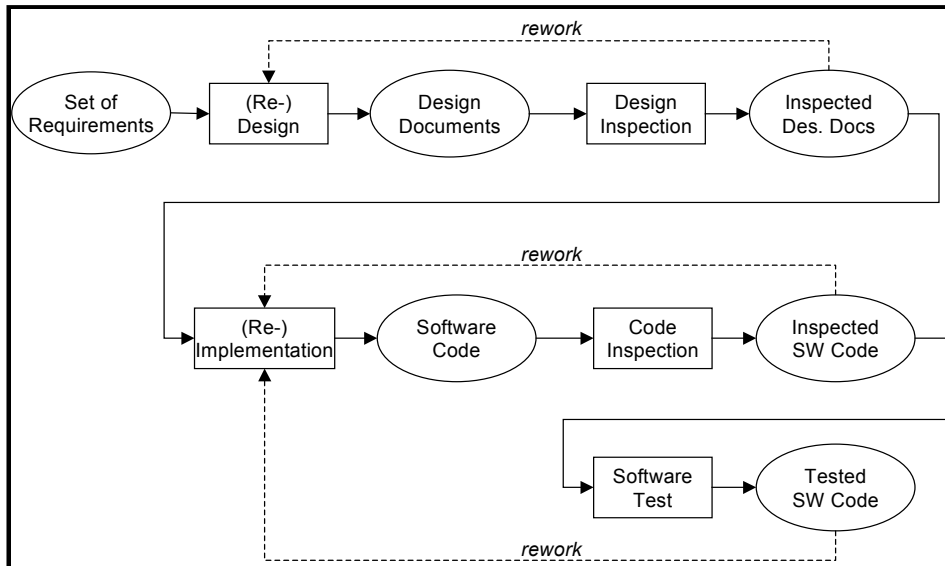 rework
Set of
Requirements
(Re-)
Design
Design
Documents
Design
Inspection
Inspected
Des. Docs
rework
(Re-)
Implementation
Software
Code
Code
Inspection
Inspected
SW Code
Software
Test
Tested
SW Code
rework